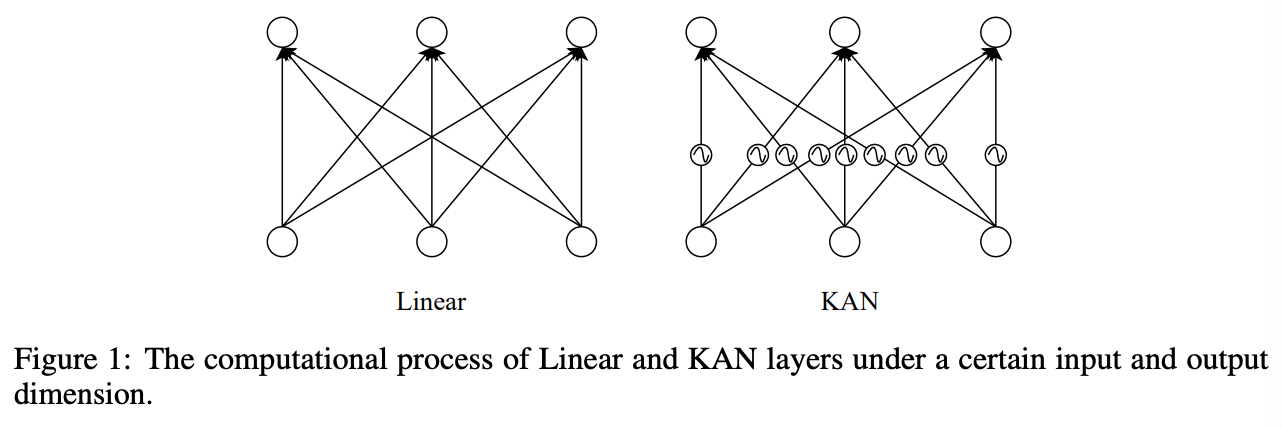 Linear
KAN
Figure 1: The computational process of Linear and KAN layers under a certain input and output
dimension.